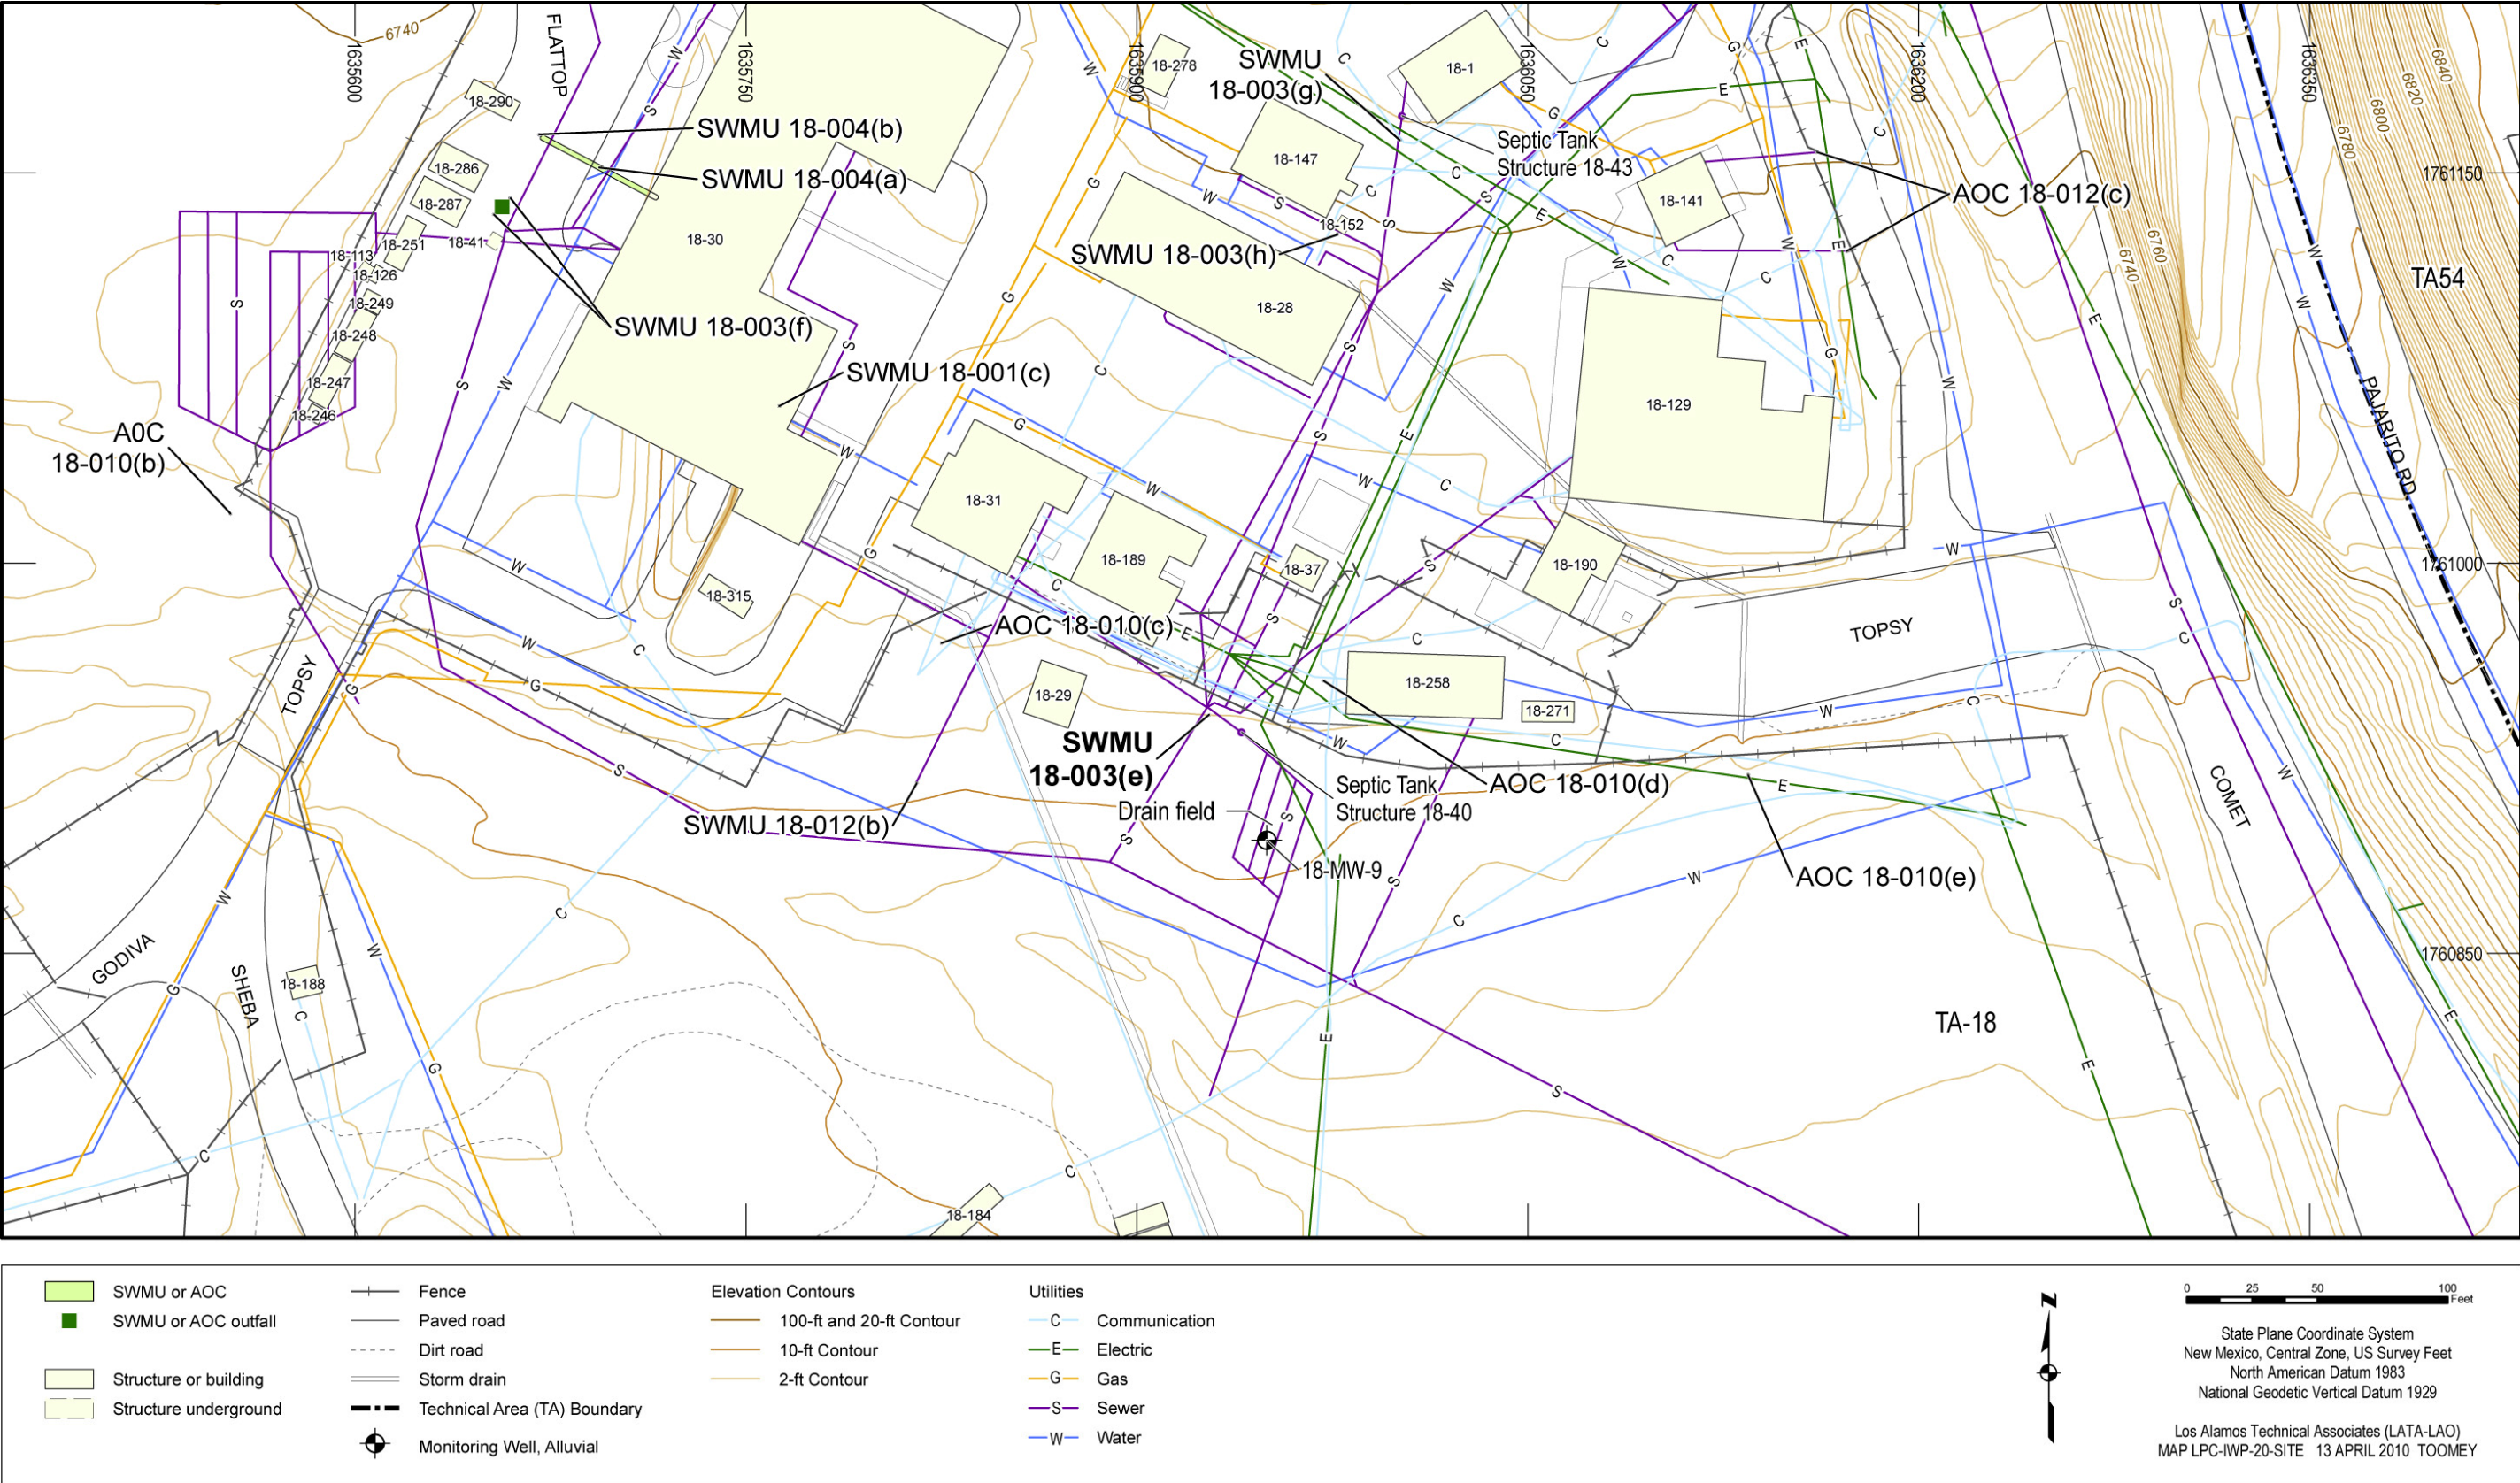 6740
FLATTOP
1635600
1635750
1635900
1636050
1636200
1636350
6840
6820
6800
6780
6760
6740
18-290
18-278
SWMU
18-003(g)
18-1
SWMU 18-004(b)
Septic Tank
Structure 18-43
18-286
18-147
1761150
SWMU 18-004(a)
AOC 18-012(c)
18-287
18-141
18-152
18-251
18-41
18-30
18-113
SWMU 18-003(h)
18-126
TA54
18-249
18-28
SWMU 18-003(f)
18-248
SWMU 18-001(c)
18-247
18-129
PAJARITO RD
18-246
A0C
18-010(b)
18-31
18-189
18-37
18-190
1761000
18-315
AOC 18-010(c)
TOPSY
TOPSY
18-29
18-258
18-271
SWMU
18-003(e)
Septic Tank
Structure 18-40
AOC 18-010(d)
Drain field
COMET
SWMU 18-012(b)
18-MW-9
AOC 18-010(e)
GODIVA
SHEBA
1760850
18-188
TA-18
18-184
SWMU or AOC
SWMU or AOC outfall
Structure or building
Structure underground
Fence
Paved road
Dirt road
Storm drain
Technical Area (TA) Boundary
Monitoring Well, Alluvial
Elevation Contours
100-ft and 20-ft Contour
10-ft Contour
2-ft Contour
Utilities
C Communication
E Electric
G Gas
S Sewer
W Water
N
0 25 50 100
Feet
State Plane Coordinate System
New Mexico, Central Zone, US Survey Feet
North American Datum 1983
National Geodetic Vertical Datum 1929
Los Alamos Technical Associates (LATA-LAO)
MAP LPC-IWP-20-SITE 13 APRIL 2010 TOOMEY